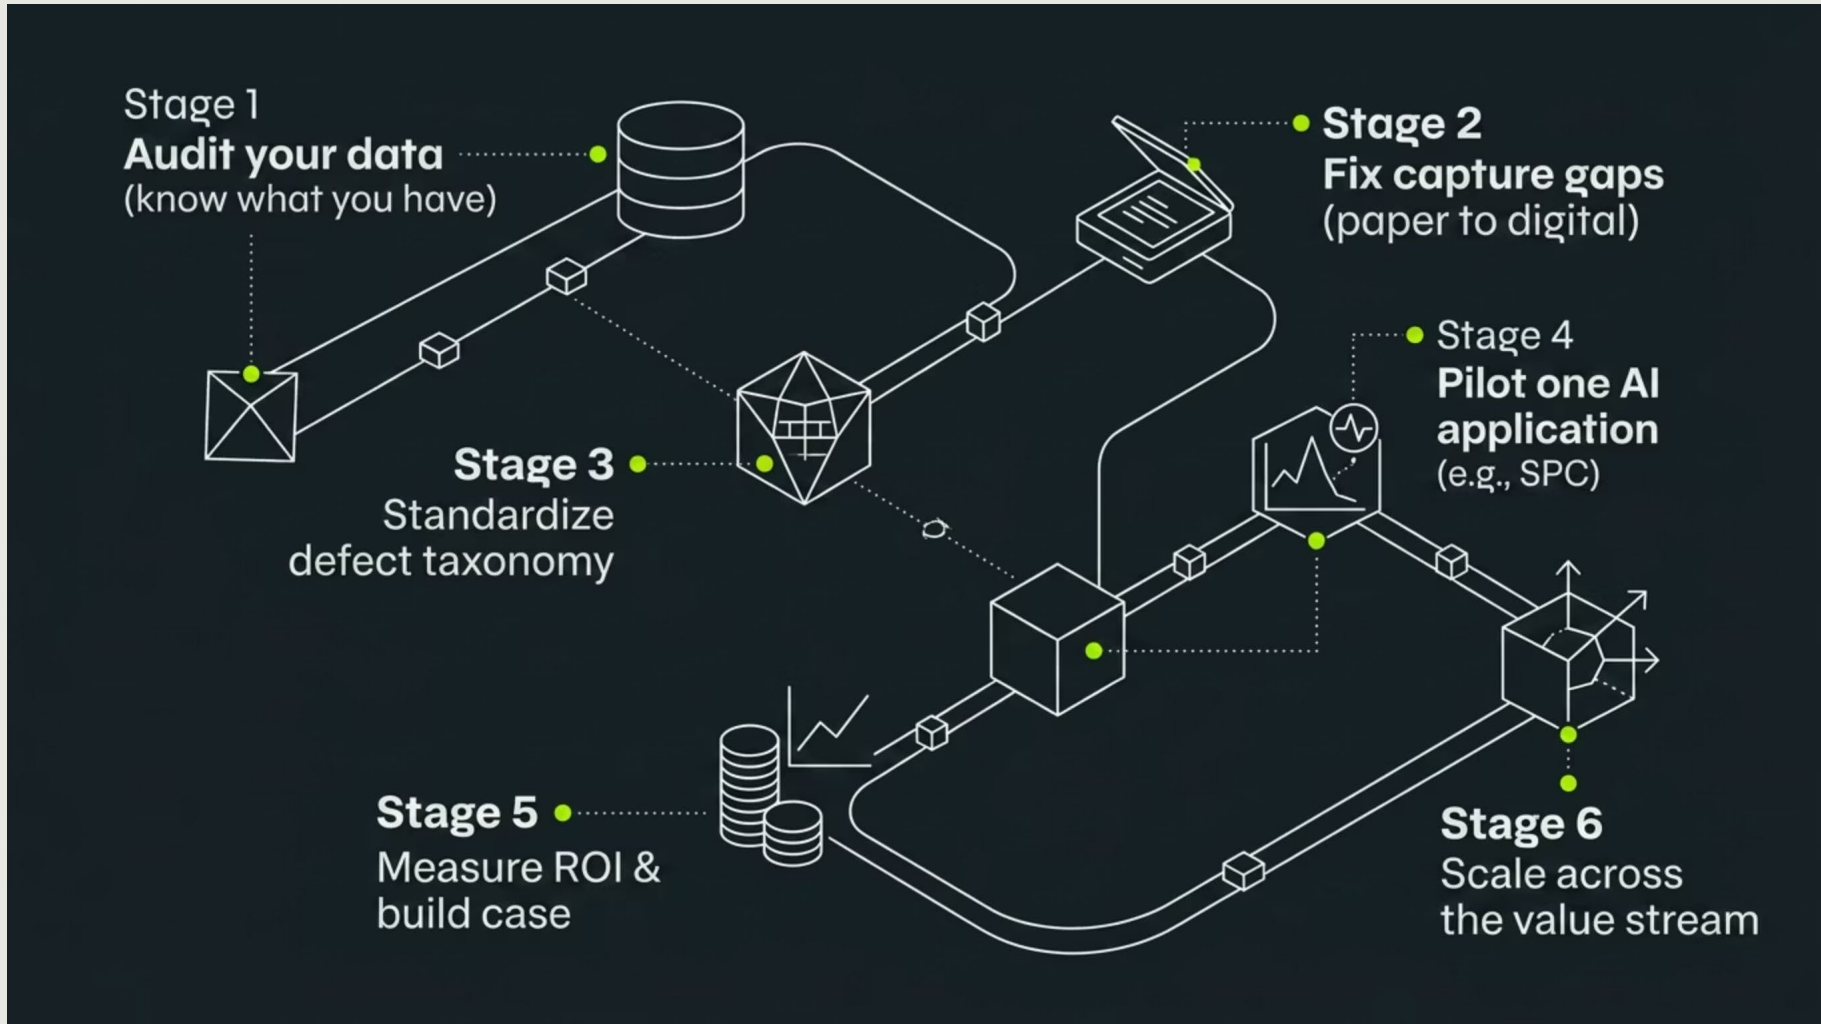 Stage 1
Audit your data
(know what you have)
Stage 2
Fix capture gaps
(paper to digital)
Stage 3
Standardize
defect taxonomy
Stage 4
Pilot one AI
application
(e.g., SPC)
Stage 5
Measure ROI &
build case
Stage 6
Scale across
the value stream